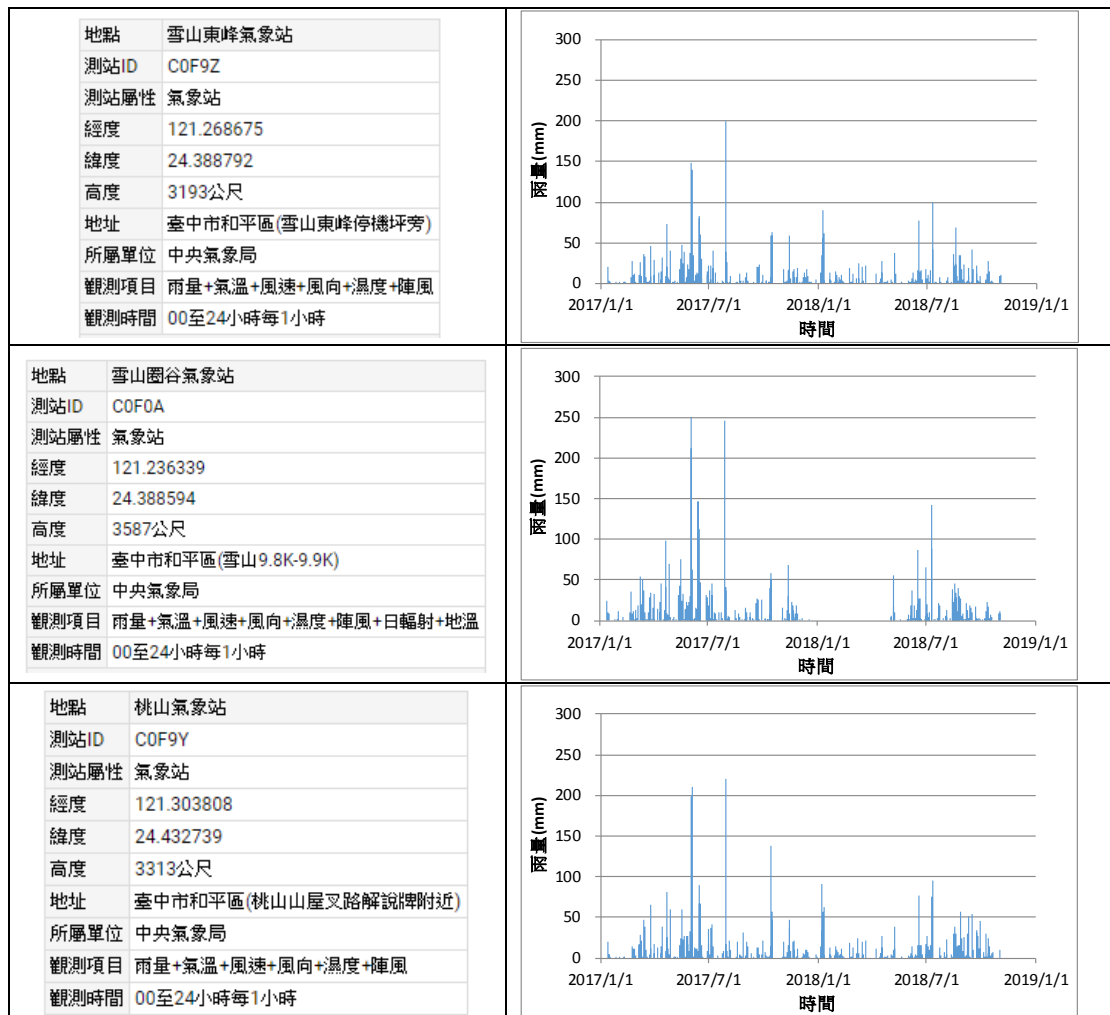 地點 雪山東峰氣象站
測站ID C0F9Z
測站屬性 氣象站
經度 121.268675
緯度 24.388792
高度 3193公尺
地址 臺中市和平區(雪山東峰停機坪旁)
所屬單位 中央氣象局
觀測項目 雨量+氣溫+風速+風向+濕度+陣風
觀測時間 00至24小時每1小時
雨量(mm)
300
250
200
150
100
50
0
2017/1/1 2017/7/1 2018/1/1 2018/7/1 2019/1/1
時間
地點 雪山圈谷氣象站
測站ID C0F0A
測站屬性 氣象站
經度 121.236339
緯度 24.388594
高度 3587公尺
地址 臺中市和平區(雪山9.8K-9.9K)
所屬單位 中央氣象局
觀測項目 雨量+氣溫+風速+風向+濕度+陣風+日輻射+地溫
觀測時間 00至24小時每1小時
雨量(mm)
300
250
200
150
100
50
0
2017/1/1 2017/7/1 2018/1/1 2018/7/1 2019/1/1
時間
地點 桃山氣象站
測站ID C0F9Y
測站屬性 氣象站
經度 121.303808
緯度 24.432739
高度 3313公尺
地址 臺中市和平區(桃山山屋叉路解說牌附近)
所屬單位 中央氣象局
觀測項目 雨量+氣溫+風速+風向+濕度+陣風
觀測時間 00至24小時每1小時
雨量(mm)
300
250
200
150
100
50
0
2017/1/1 2017/7/1 2018/1/1 2018/7/1 2019/1/1
時間